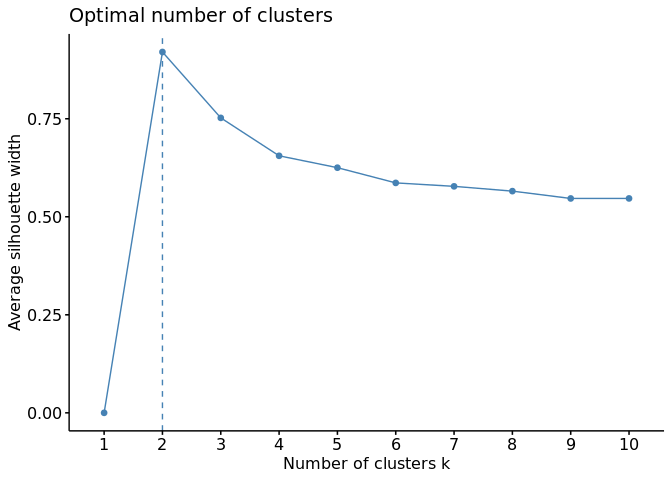 Optimal number of clusters
Average silhouette width
0.75
0.50
0.25
0.00
1 2 3 4 5 6 7 8 9 10
Number of clusters k